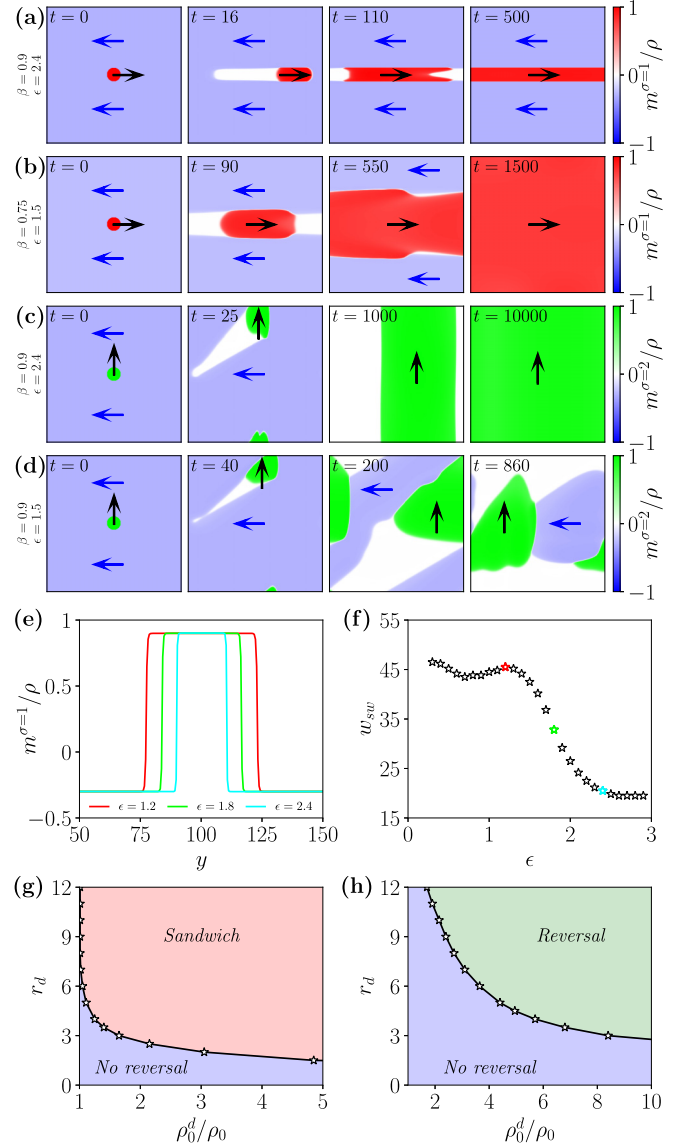 (a)
t = 0
t = 16
t = 110
t = 500
β = 0.9
ϵ = 2.4
1
0
−1
m^{σ=1}/ρ
(b)
t = 0
t = 90
t = 550
t = 1500
β = 0.75
ϵ = 1.5
1
0
−1
m^{σ=1}/ρ
(c)
t = 0
t = 25
t = 1000
t = 10000
β = 0.9
ϵ = 2.4
1
0
−1
m^{σ=2}/ρ
(d)
t = 0
t = 40
t = 200
t = 860
β = 0.9
ϵ = 1.5
1
0
−1
m^{σ=2}/ρ
(e)
1
0.5
0
−0.5
m^{σ=1}/ρ
ϵ = 1.2 ϵ = 1.8 ϵ = 2.4
50 75 100 125 150
y
(f)
55
45
35
25
15
w_{sw}
0 1 2 3
ϵ
(g)
12
9
6
3
0
r_d
Sandwich
No reversal
1 2 3 4 5
ρ_0^d/ρ_0
(h)
12
9
6
3
0
r_d
Reversal
No reversal
2 4 6 8 10
ρ_0^d/ρ_0